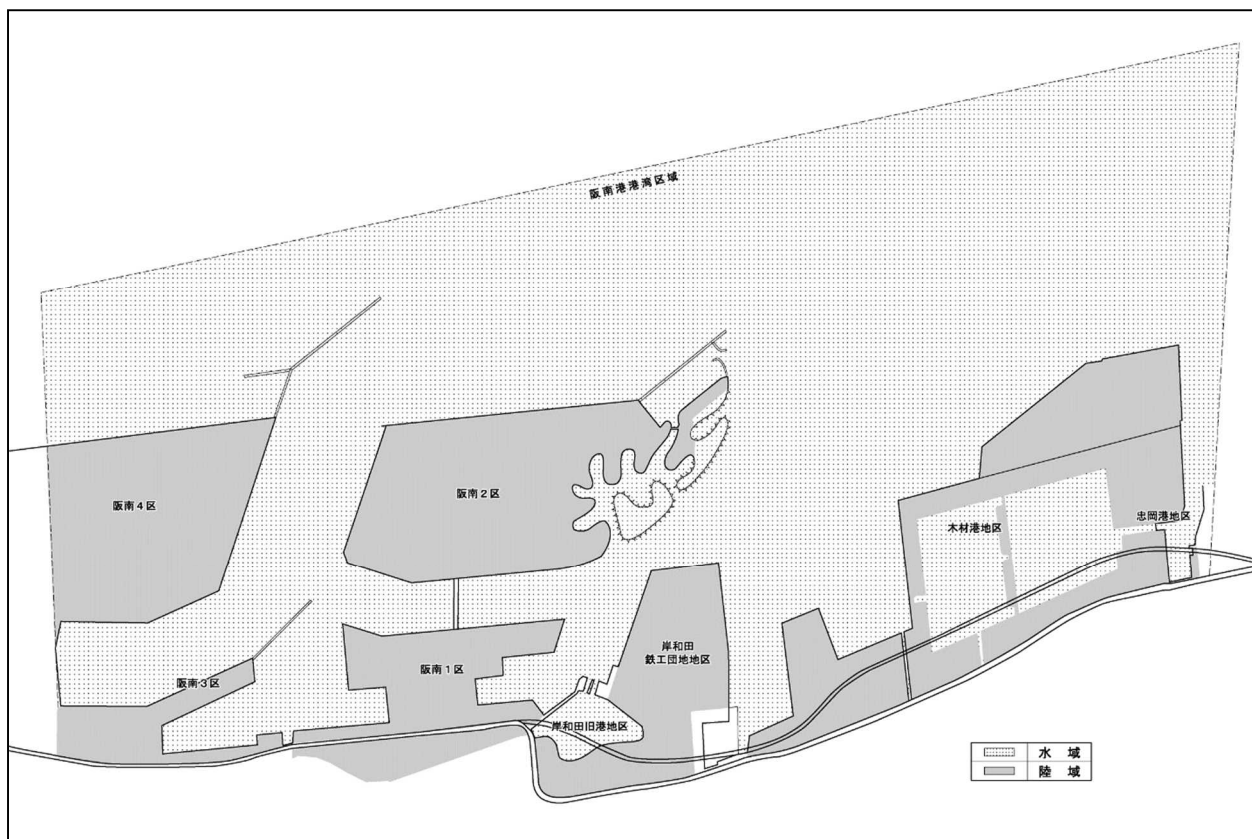 阪南港港湾区域
阪南4区
阪南2区
木材港地区
忠岡港地区
阪南3区
阪南1区
岸和田
鉄工団地地区
岸和田旧港地区
水 域
陸 域